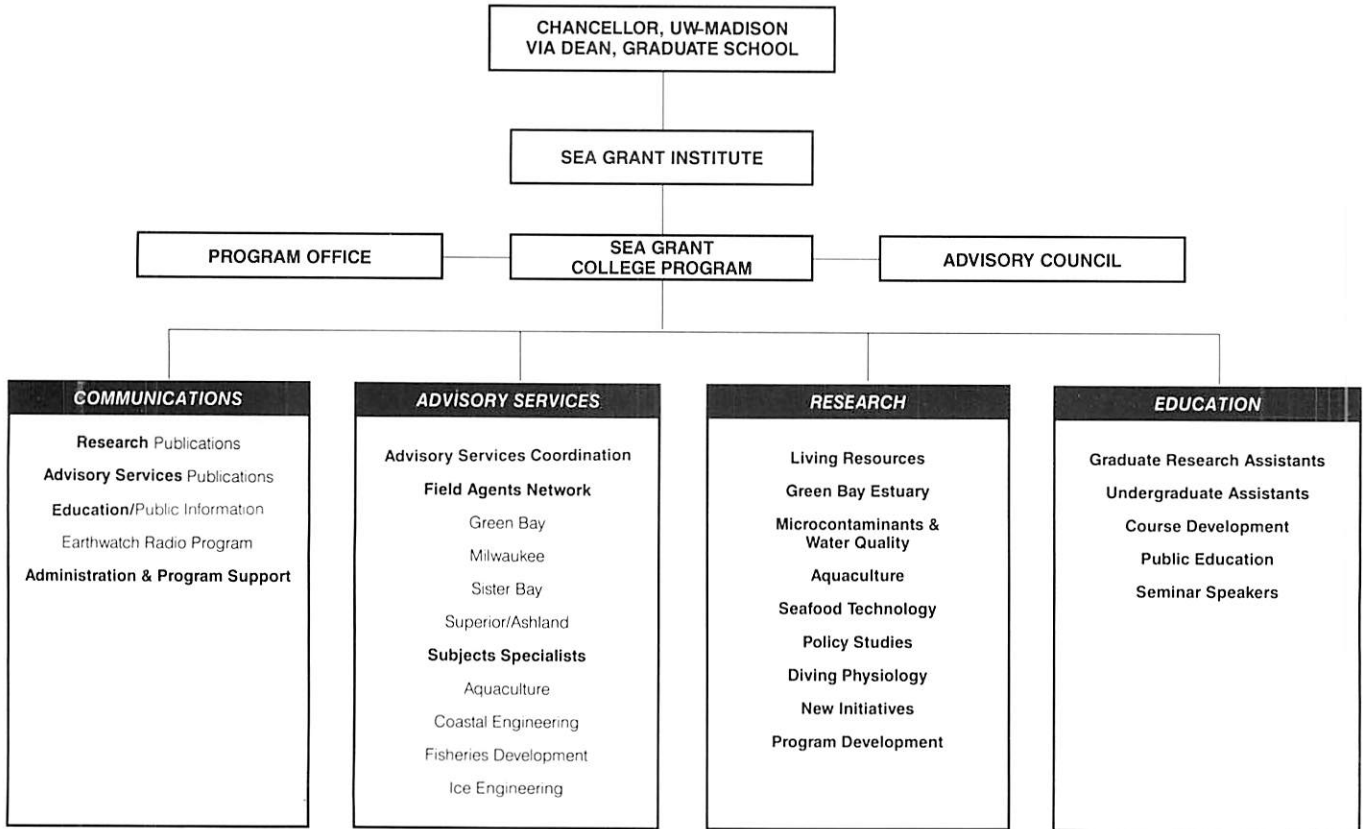 CHANCELLOR, UW-MADISON
VIA DEAN, GRADUATE SCHOOL
SEA GRANT INSTITUTE
PROGRAM OFFICE
SEA GRANT
COLLEGE PROGRAM
ADVISORY COUNCIL
COMMUNICATIONS
Research Publications
Advisory Services Publications
Education/Public Information
Earthwatch Radio Program
Administration & Program Support
ADVISORY SERVICES
Advisory Services Coordination
Field Agents Network
Green Bay
Milwaukee
Sister Bay
Superior/Ashland
Subjects Specialists
Aquaculture
Coastal Engineering
Fisheries Development
Ice Engineering
RESEARCH
Living Resources
Green Bay Estuary
Microcontaminants &
Water Quality
Aquaculture
Seafood Technology
Policy Studies
Diving Physiology
New Initiatives
Program Development
EDUCATION
Graduate Research Assistants
Undergraduate Assistants
Course Development
Public Education
Seminar Speakers